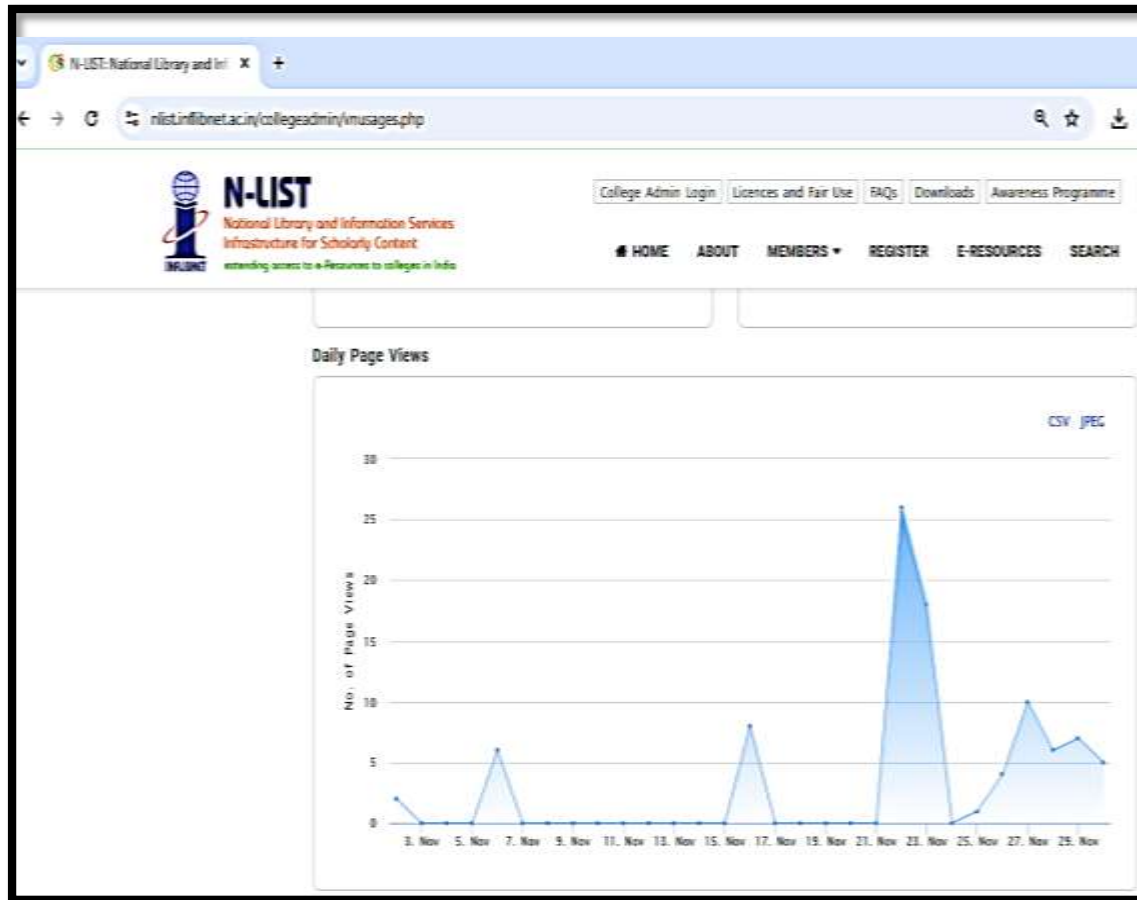 N-LIST: National Library and Inf X +
nlist.inflibnet.ac.in/collegeadmin/vnusages.php
INFLIBNET
N-LIST
National Library and Information Services
Infrastructure for Scholarly Content
extending access to e-Resources to colleges in India
College Admin Login Licences and Fair Use FAQs Downloads Awareness Programme
HOME ABOUT MEMBERS REGISTER E-RESOURCES SEARCH
Daily Page Views
CSV JPEG
No. of Page Views
30
25
20
15
10
5
0
3. Nov 5. Nov 7. Nov 9. Nov 11. Nov 13. Nov 15. Nov 17. Nov 19. Nov 21. Nov 23. Nov 25. Nov 27. Nov 29. Nov